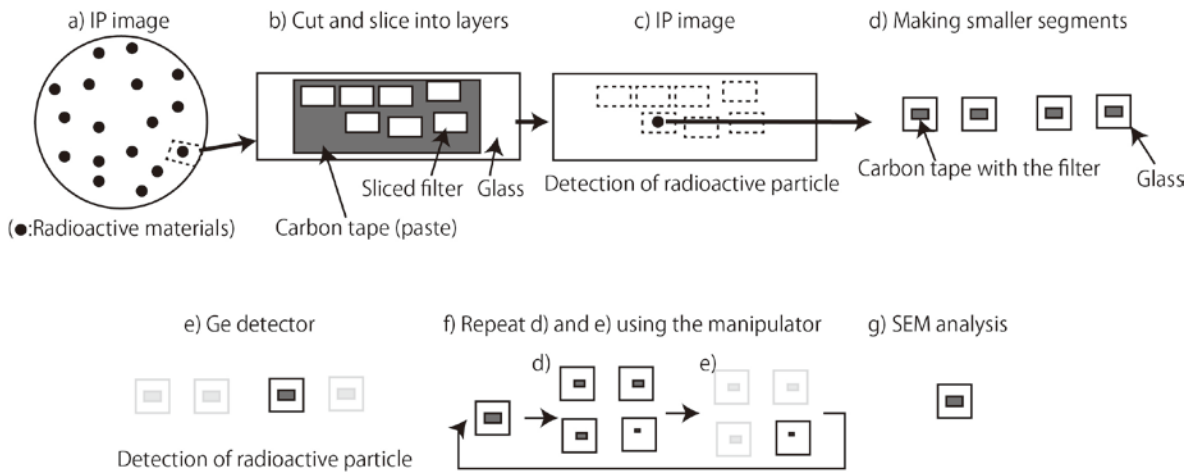 a) IP image
b) Cut and slice into layers
c) IP image
d) Making smaller segments
Sliced filter
Glass
Detection of radioactive particle
Carbon tape with the filter
Glass
(●:Radioactive materials)
Carbon tape (paste)
e) Ge detector
f) Repeat d) and e) using the manipulator
g) SEM analysis
d)
e)
Detection of radioactive particle